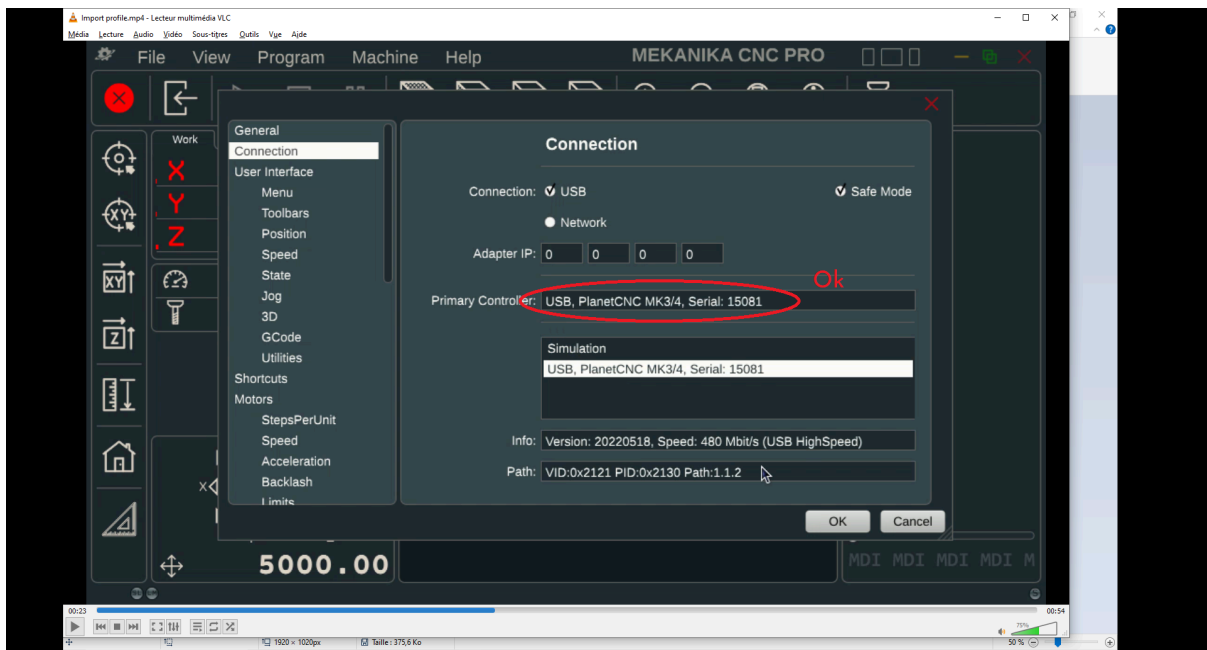 Import profile.mp4 - Lecteur multimédia VLC
Média Lecture Audio Vidéo Sous-titres Outils Vue Aide
File View Program Machine Help MEKANIKA CNC PRO
Work
X
Y
Z
XY
XY
Z
General
Connection
User Interface
Menu
Toolbars
Position
Speed
State
Jog
3D
GCode
Utilities
Shortcuts
Motors
StepsPerUnit
Speed
Acceleration
Backlash
Limits
Connection
Connection: USB Safe Mode
Network
Adapter IP: 0 0 0 0
Ok
Primary Controller: USB, PlanetCNC MK3/4, Serial: 15081
Simulation
USB, PlanetCNC MK3/4, Serial: 15081
Info: Version: 20220518, Speed: 480 Mbit/s (USB HighSpeed)
Path: VID:0x2121 PID:0x2130 Path:1.1.2
OK Cancel
X
5000.00
MDI MDI MDI MDI M
00:23 00:54
75%
1920 × 1020px Taille : 375,6 Ko 50 %